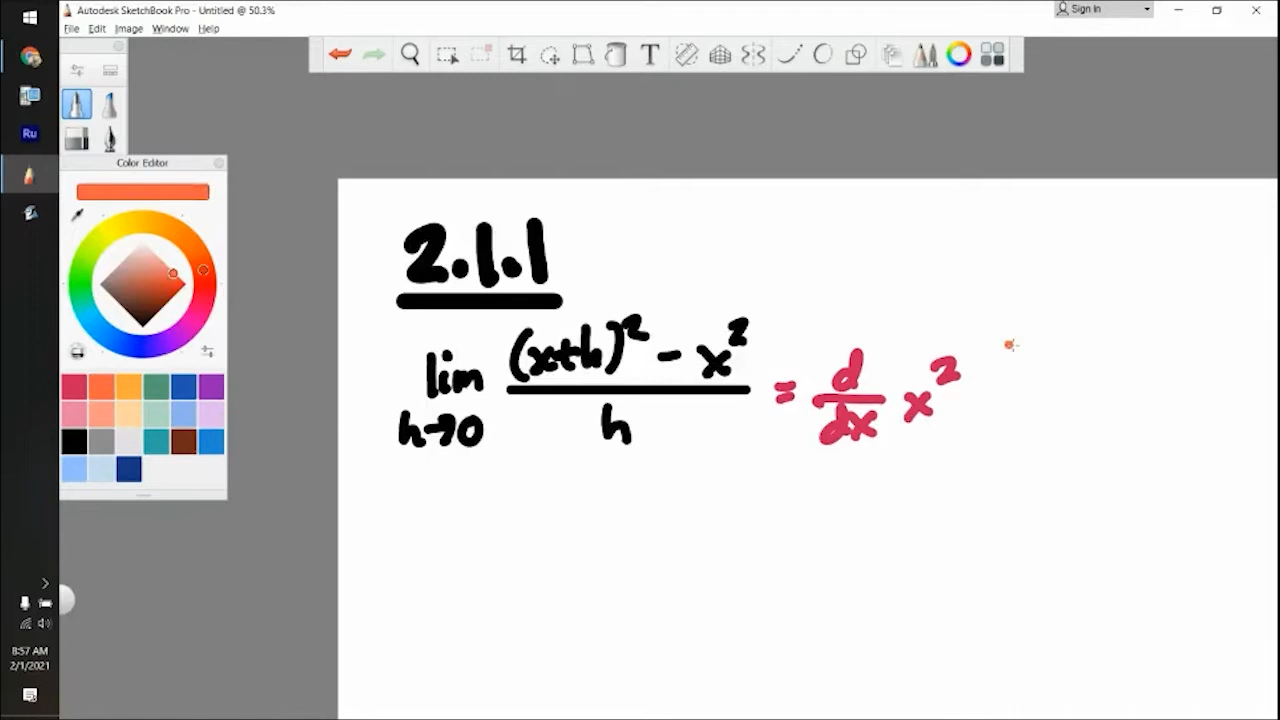 Autodesk SketchBook Pro - Untitled @ 50.3%
Sign In
File Edit Image Window Help
T
Ru
Color Editor
2.1.1
lim h→0 ((x+h)² - x²) / h = d/dx x²
8:57 AM
2/1/2021